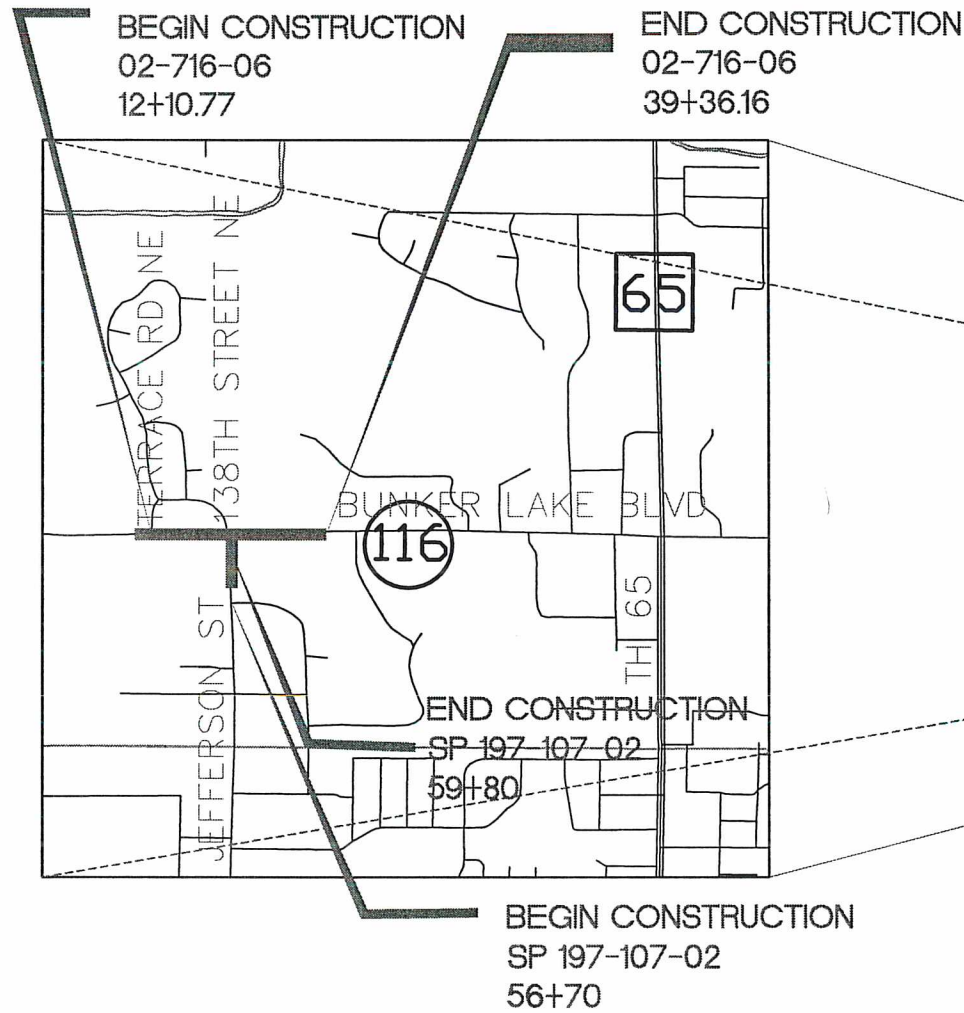 BEGIN CONSTRUCTION
02-716-06
12+10.77
END CONSTRUCTION
02-716-06
39+36.16
TERRACE RD NE
138TH STREET NE
65
BUNKER LAKE BLVD
116
JEFFERSON ST
TH 65
END CONSTRUCTION
SP 197-107-02
59+80
BEGIN CONSTRUCTION
SP 197-107-02
56+70